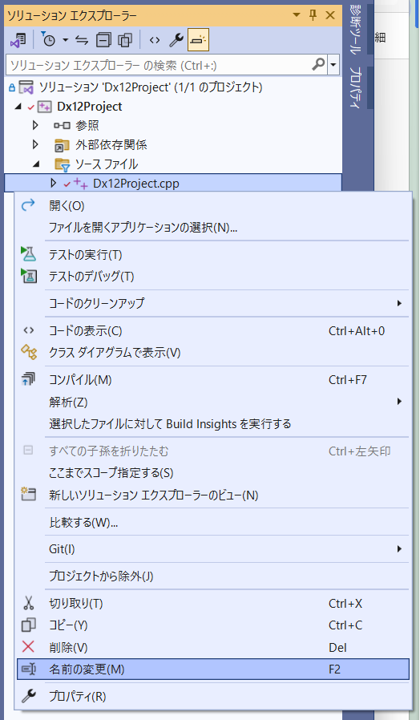 ソリューション エクスプローラー
ソリューション エクスプローラー の検索 (Ctrl+:)
ソリューション 'Dx12Project' (1/1 のプロジェクト)
Dx12Project
参照
外部依存関係
ソース ファイル
Dx12Project.cpp
開く(O)
ファイルを開くアプリケーションの選択(N)...
テストの実行(T)
テストのデバッグ(T)
コードのクリーンアップ
コードの表示(C) Ctrl+Alt+0
クラス ダイアグラムで表示(V)
コンパイル(M) Ctrl+F7
解析(Z)
選択したファイルに対して Build Insights を実行する
すべての子孫を折りたたむ Ctrl+左矢印
ここまでスコープ指定する(S)
新しいソリューション エクスプローラーのビュー(N)
比較する(W)...
Git(I)
プロジェクトから除外(J)
切り取り(T) Ctrl+X
コピー(Y) Ctrl+C
削除(V) Del
名前の変更(M) F2
プロパティ(R)
診断ツール
プロパティ
細